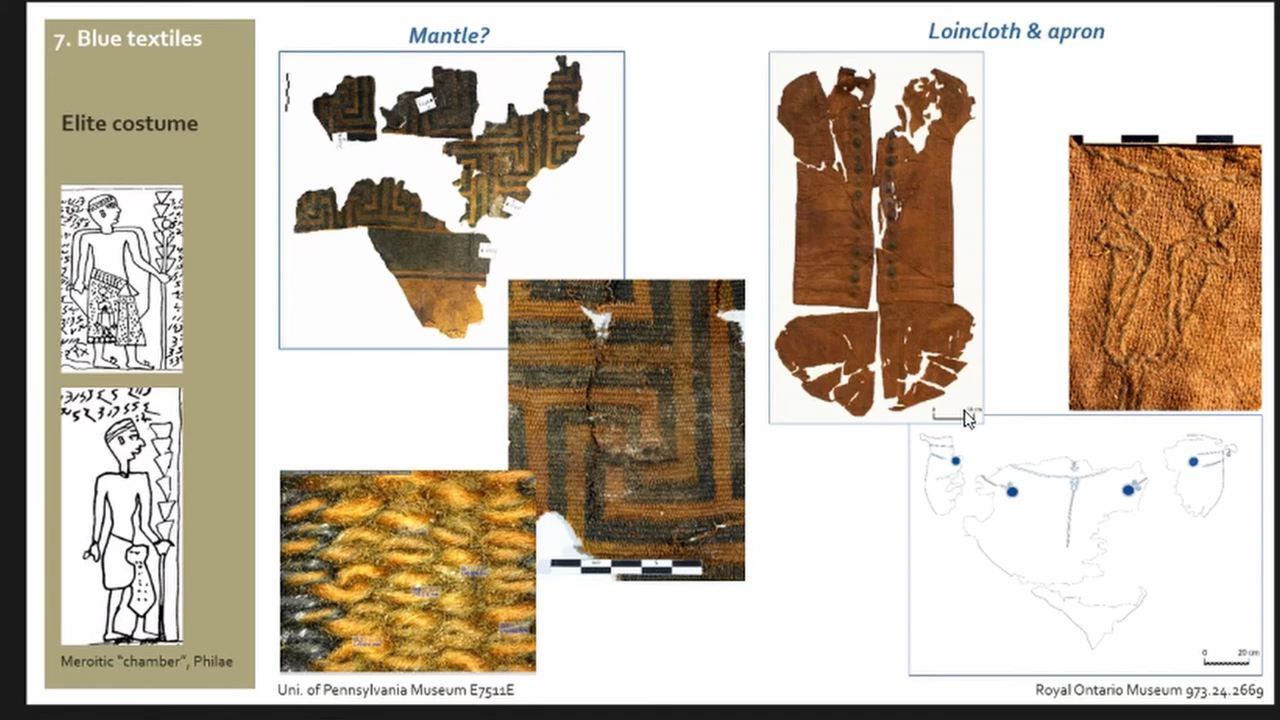 7. Blue textiles
Elite costume
Meroitic "chamber", Philae
Mantle?
Uni. of Pennsylvania Museum E7511E
Loincloth & apron
20 cm
Royal Ontario Museum 973.24.2669